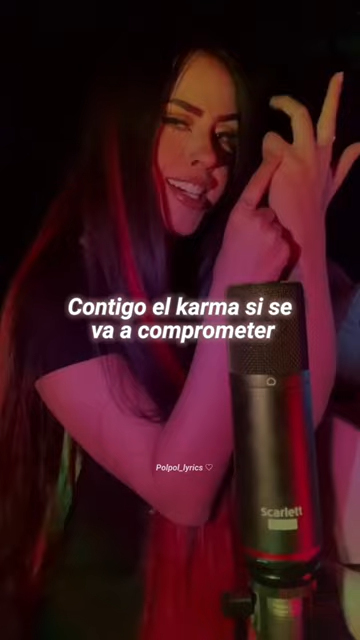 Contigo el karma si se
va a comprometer
Polpol_lyrics ♡
Scarlett